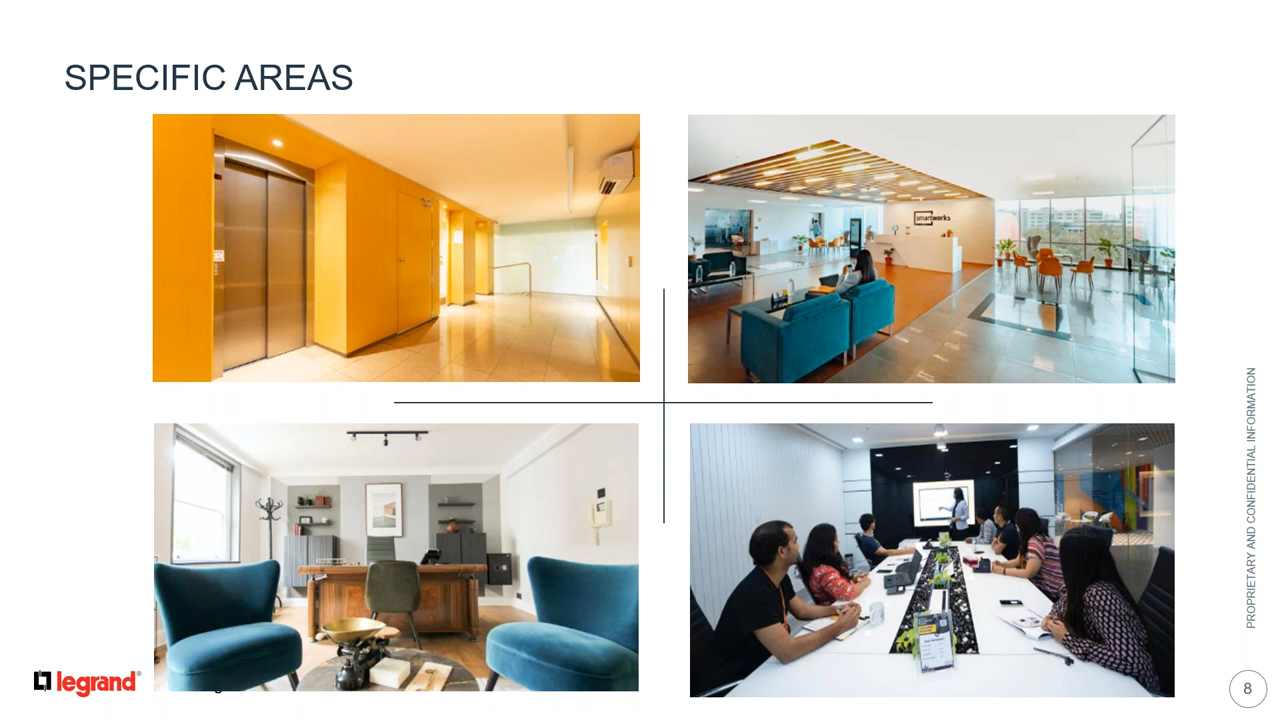 SPECIFIC AREAS
smartworks
PROPRIETARY AND CONFIDENTIAL INFORMATION
legrand®
8